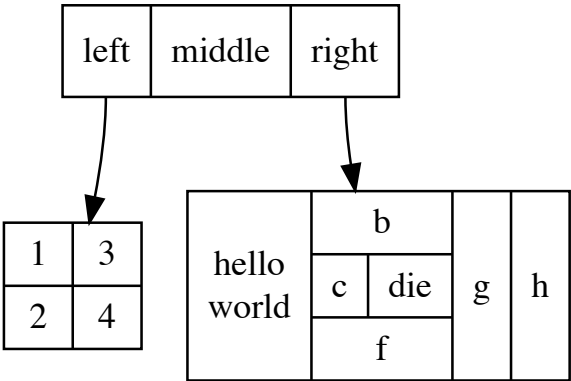 left middle right
1 3
2 4
hello
world
b
c die
f
g
h